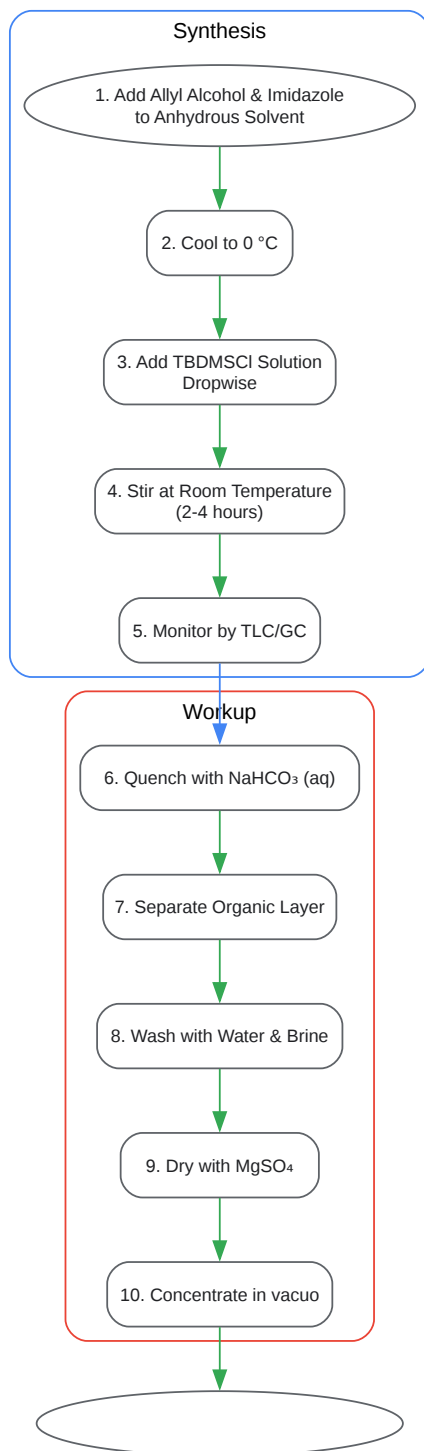 Synthesis
1. Add Allyl Alcohol & Imidazole
to Anhydrous Solvent
2. Cool to 0 °C
3. Add TBDMSCl Solution
Dropwise
4. Stir at Room Temperature
(2-4 hours)
5. Monitor by TLC/GC
Workup
6. Quench with NaHCO₃ (aq)
7. Separate Organic Layer
8. Wash with Water & Brine
9. Dry with MgSO₄
10. Concentrate in vacuo